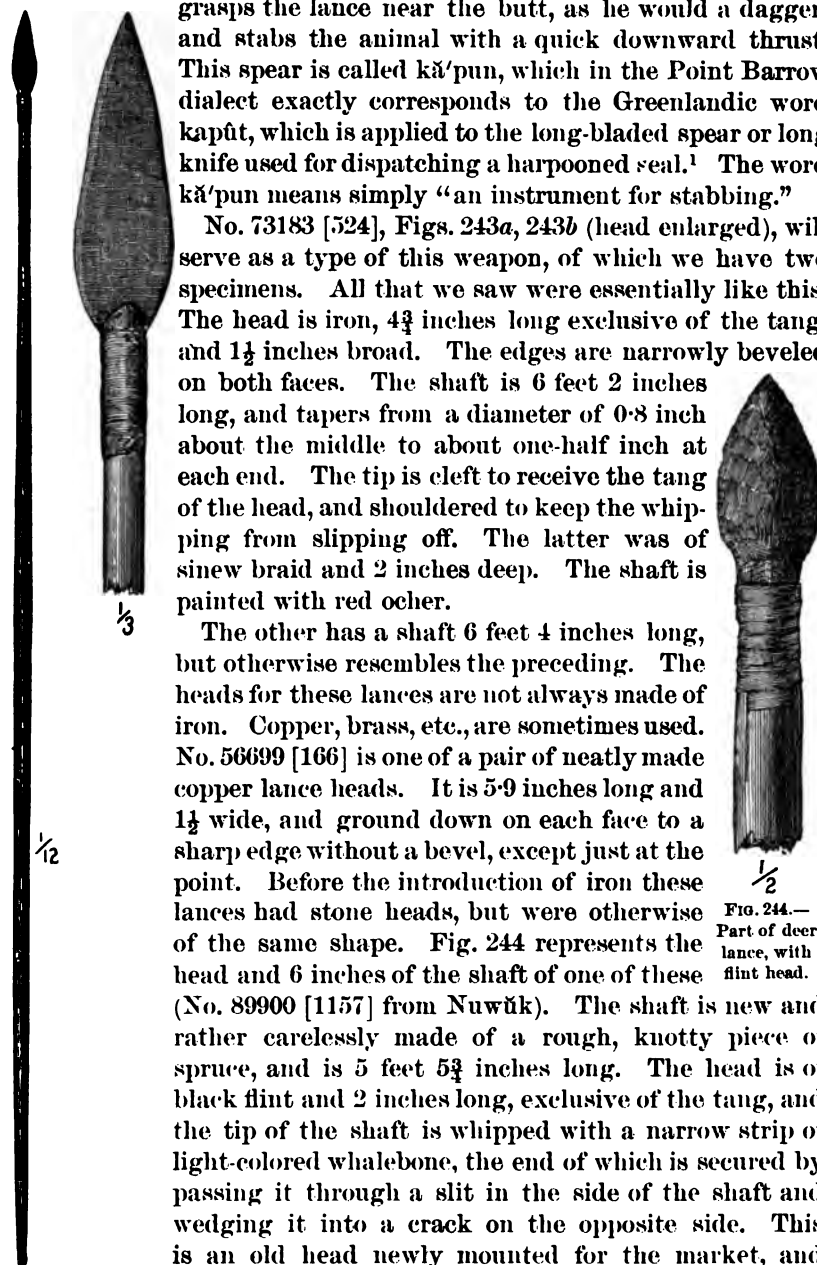 grasps the lance near the butt, as he would a dagger
and stabs the animal with a quick downward thrust
This spear is called kă′pun, which in the Point Barrow
dialect exactly corresponds to the Greenlandic word
kapût, which is applied to the long-bladed spear or long
knife used for dispatching a harpooned seal.¹ The word
kă′pun means simply “an instrument for stabbing.”
No. 73183 [524], Figs. 243a, 243b (head enlarged), will
serve as a type of this weapon, of which we have two
specimens. All that we saw were essentially like this
The head is iron, 4¾ inches long exclusive of the tang
and 1½ inches broad. The edges are narrowly beveled
on both faces. The shaft is 6 feet 2 inches
long, and tapers from a diameter of 0·8 inch
about the middle to about one-half inch at
each end. The tip is cleft to receive the tang
of the head, and shouldered to keep the whip-
ping from slipping off. The latter was of
sinew braid and 2 inches deep. The shaft is
painted with red ocher.
1/3
The other has a shaft 6 feet 4 inches long,
but otherwise resembles the preceding. The
heads for these lances are not always made of
iron. Copper, brass, etc., are sometimes used.
No. 56699 [166] is one of a pair of neatly made
copper lance heads. It is 5·9 inches long and
1½ wide, and ground down on each face to a
sharp edge without a bevel, except just at the
point. Before the introduction of iron these
lances had stone heads, but were otherwise
of the same shape. Fig. 244 represents the
head and 6 inches of the shaft of one of these
1/12
1/2
FIG. 244.—
Part of deer
lance, with
flint head.
(No. 89900 [1157] from Nuwŭk). The shaft is new and
rather carelessly made of a rough, knotty piece of
spruce, and is 5 feet 5¾ inches long. The head is of
black flint and 2 inches long, exclusive of the tang, and
the tip of the shaft is whipped with a narrow strip of
light-colored whalebone, the end of which is secured by
passing it through a slit in the side of the shaft and
wedging it into a crack on the opposite side. This
is an old head newly mounted for the market, and